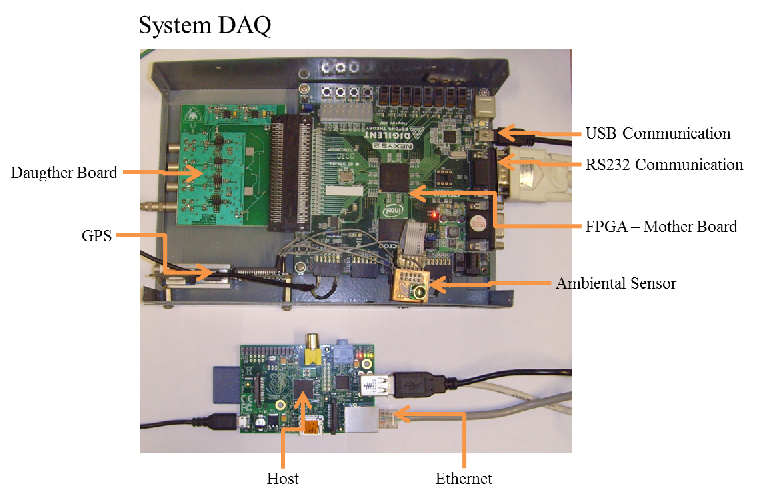 System DAQ
USB Communication
RS232 Communication
Daugther Board
FPGA – Mother Board
GPS
Ambiental Sensor
Host
Ethernet
DIGILENT
NEXYS 2
intel